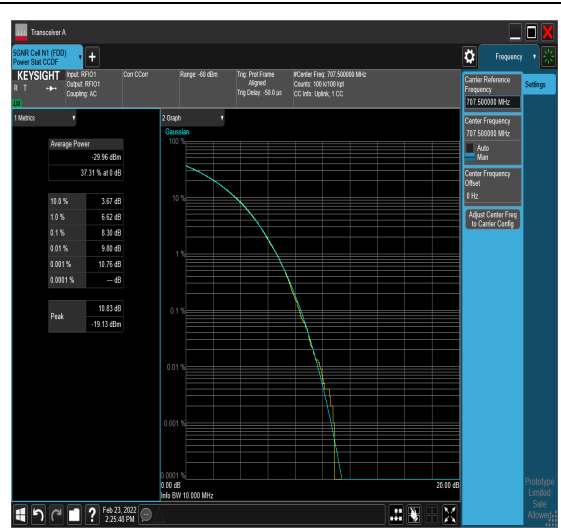 Transceiver A
5GNR Cell N1 (FDD)
Power Stat CCDF
KEYSIGHT
R T
LVI
Input: RFIO1
Output: RFIO1
Coupling: AC
Corr CCorr
Range: -60 dBm
Trig: Prot Frame
Aligned
Trig Delay: -50.0 µs
#Center Freq: 707.500000 MHz
Counts: 100 k/100 kpt
CC Info: Uplink, 1 CC
Frequency
Settings
Carrier Reference
Frequency
707.500000 MHz
Center Frequency
707.500000 MHz
Auto
Man
Center Frequency
Offset
0 Hz
Adjust Center Freq
to Carrier Config
1 Metrics
Average Power
-29.96 dBm
37.31 % at 0 dB
10.0 % 3.67 dB
1.0 % 6.62 dB
0.1 % 8.30 dB
0.01 % 9.80 dB
0.001 % 10.76 dB
0.0001 % --- dB
Peak
10.83 dB
-19.13 dBm
2 Graph
Gaussian
100 %
10 %
1 %
0.1 %
0.01 %
0.001 %
0.0001 %
0.00 dB
20.00 dB
Info BW 10.000 MHz
Prototype
Limited
Sale
Allowed
Feb 23, 2022
2:25:48 PM